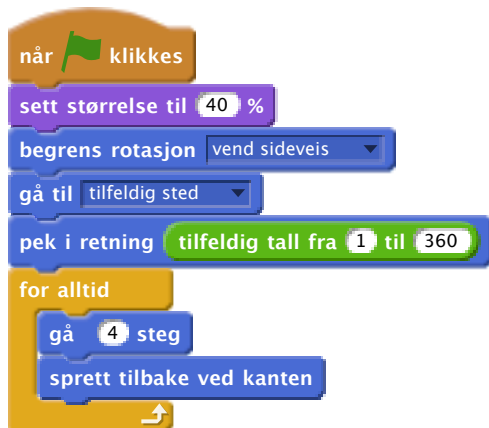 når klikkes
sett størrelse til 40 %
begrens rotasjon vend sideveis
gå til tilfeldig sted
pek i retning tilfeldig tall fra 1 til 360
for alltid
gå 4 steg
sprett tilbake ved kanten